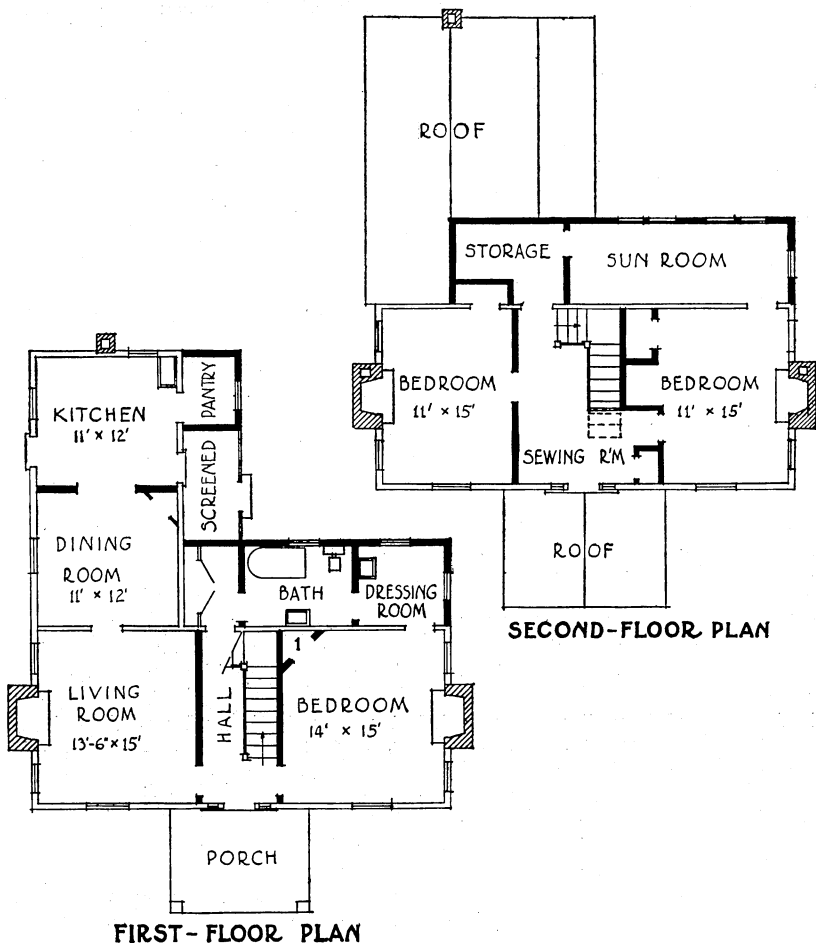 ROOF
STORAGE
SUN ROOM
BEDROOM
11' × 15'
BEDROOM
11' × 15'
SEWING R'M
ROOF
SECOND-FLOOR PLAN
KITCHEN
11' × 12'
PANTRY
SCREENED
DINING
ROOM
11' × 12'
BATH
DRESSING
ROOM
LIVING
ROOM
13'-6" × 15'
HALL
1
BEDROOM
14' × 15'
PORCH
FIRST-FLOOR PLAN